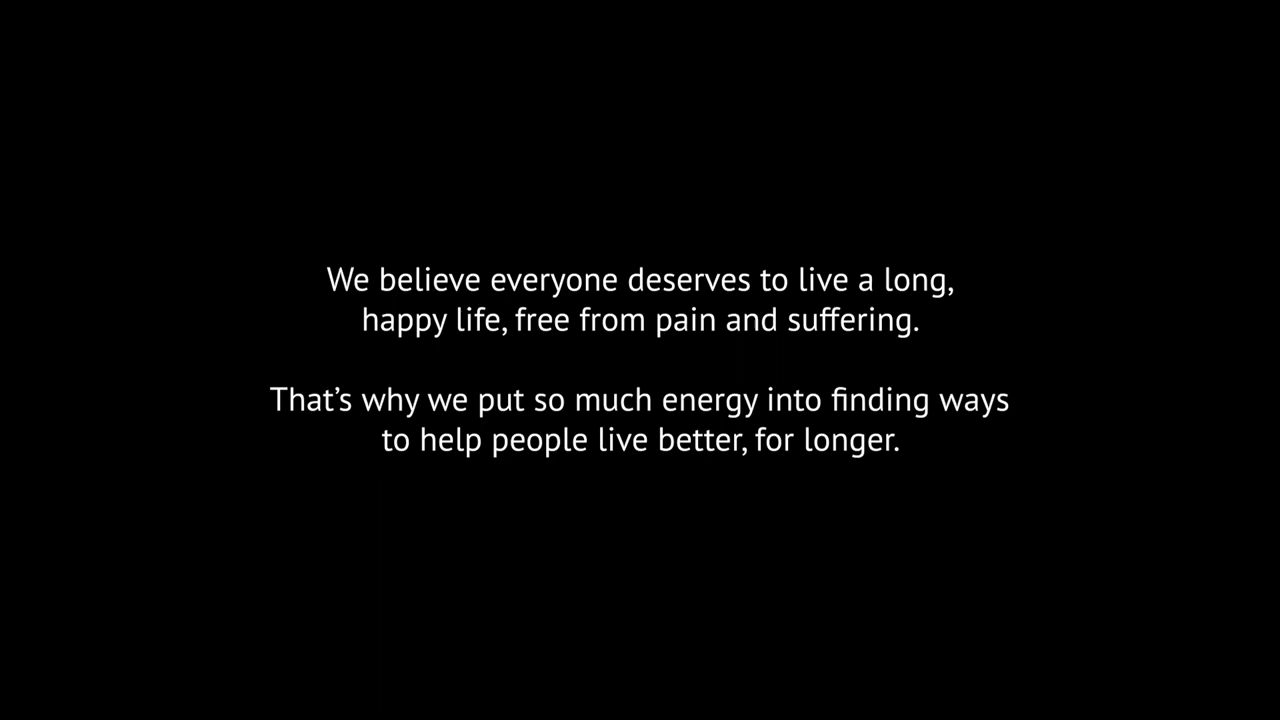 We believe everyone deserves to live a long,
happy life, free from pain and suffering.
That’s why we put so much energy into finding ways
to help people live better, for longer.